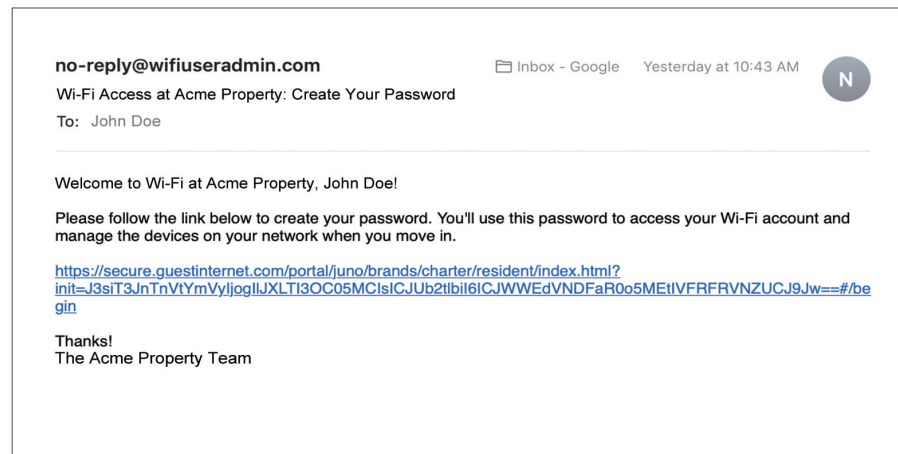 no-reply@wifiuseradmin.com
Inbox - Google Yesterday at 10:43 AM
N
Wi-Fi Access at Acme Property: Create Your Password
To: John Doe
Welcome to Wi-Fi at Acme Property, John Doe!
Please follow the link below to create your password. You'll use this password to access your Wi-Fi account and
manage the devices on your network when you move in.
https://secure.guestinternet.com/portal/juno/brands/charter/resident/index.html?
init=J3siT3JnTnVtYmVyIjogIlJXLTI3OC05MCIsICJUb2tlbiI6ICJWWEdVNDFaR0o5MEtIVFRFRVNZUCJ9Jw==#/be
gin
Thanks!
The Acme Property Team